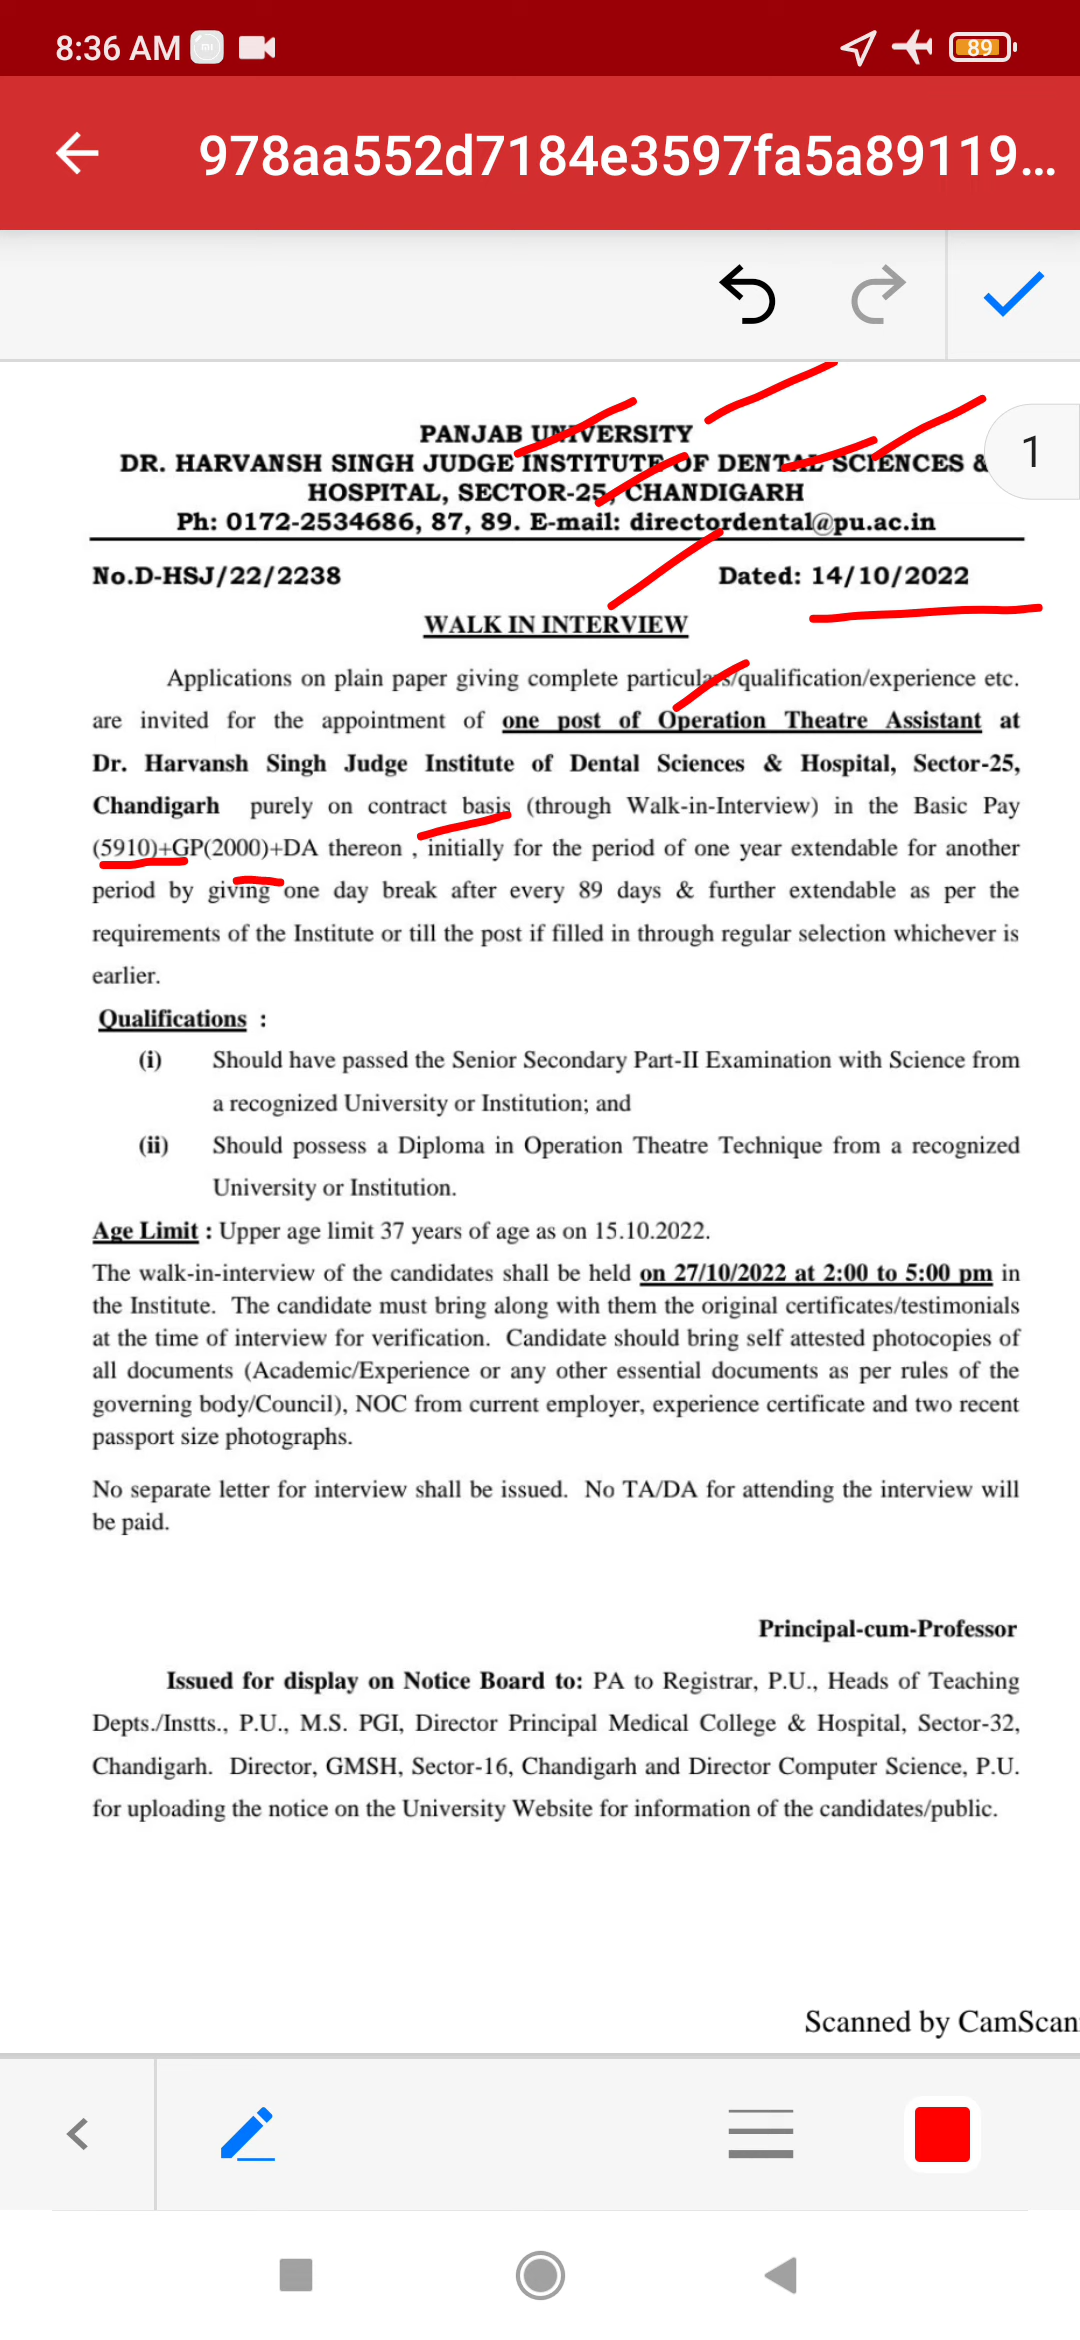 8:36 AM
89
978aa552d7184e3597fa5a89119...
1
PANJAB UNIVERSITY
DR. HARVANSH SINGH JUDGE INSTITUTE OF DENTAL SCIENCES &
HOSPITAL, SECTOR-25, CHANDIGARH
Ph: 0172-2534686, 87, 89. E-mail: directordental@pu.ac.in
No.D-HSJ/22/2238 Dated: 14/10/2022
WALK IN INTERVIEW
Applications on plain paper giving complete particulars/qualification/experience etc.
are invited for the appointment of one post of Operation Theatre Assistant at
Dr. Harvansh Singh Judge Institute of Dental Sciences & Hospital, Sector-25,
Chandigarh purely on contract basis (through Walk-in-Interview) in the Basic Pay
(5910)+GP(2000)+DA thereon , initially for the period of one year extendable for another
period by giving one day break after every 89 days & further extendable as per the
requirements of the Institute or till the post if filled in through regular selection whichever is
earlier.
Qualifications :
(i) Should have passed the Senior Secondary Part-II Examination with Science from
a recognized University or Institution; and
(ii) Should possess a Diploma in Operation Theatre Technique from a recognized
University or Institution.
Age Limit : Upper age limit 37 years of age as on 15.10.2022.
The walk-in-interview of the candidates shall be held on 27/10/2022 at 2:00 to 5:00 pm in
the Institute. The candidate must bring along with them the original certificates/testimonials
at the time of interview for verification. Candidate should bring self attested photocopies of
all documents (Academic/Experience or any other essential documents as per rules of the
governing body/Council), NOC from current employer, experience certificate and two recent
passport size photographs.
No separate letter for interview shall be issued. No TA/DA for attending the interview will
be paid.
Principal-cum-Professor
Issued for display on Notice Board to: PA to Registrar, P.U., Heads of Teaching
Depts./Instts., P.U., M.S. PGI, Director Principal Medical College & Hospital, Sector-32,
Chandigarh. Director, GMSH, Sector-16, Chandigarh and Director Computer Science, P.U.
for uploading the notice on the University Website for information of the candidates/public.
Scanned by CamScan